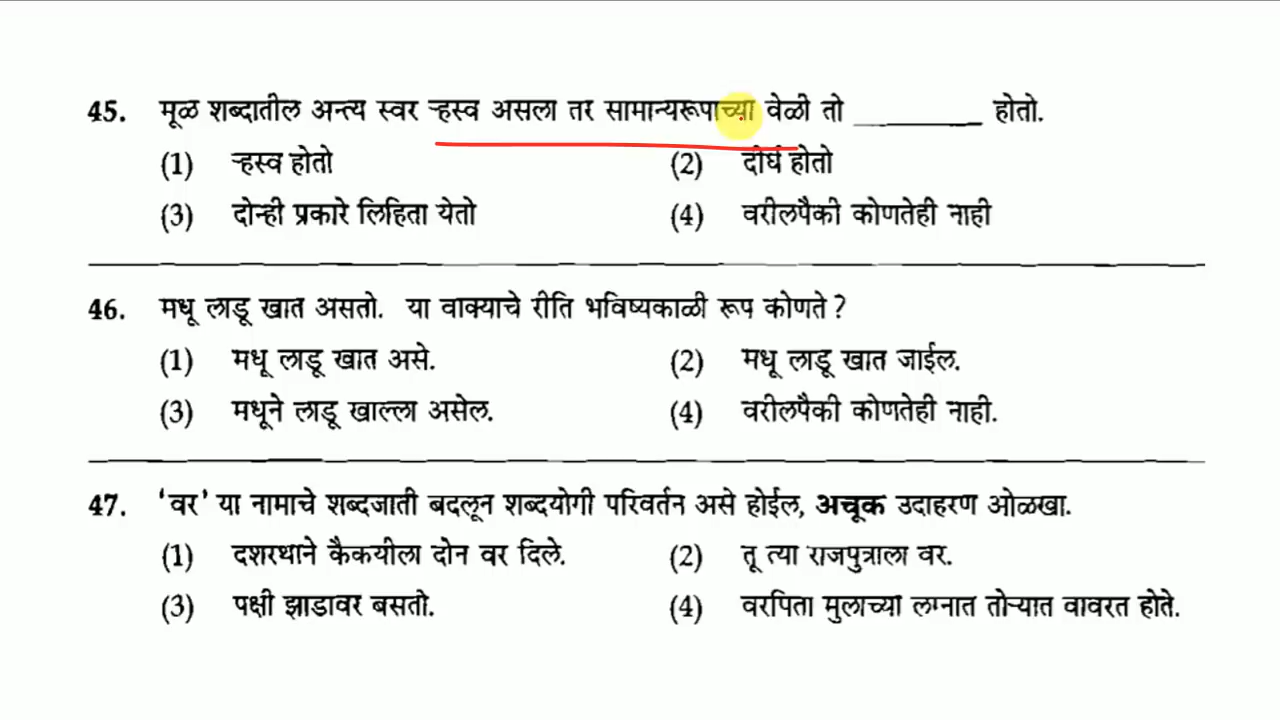 45. मूळ शब्दातील अन्त्य स्वर ऱ्हस्व असला तर सामान्यरूपाच्या वेळी तो ________ होतो.
(1) ऱ्हस्व होतो (2) दीर्घ होतो
(3) दोन्ही प्रकारे लिहिता येतो (4) वरीलपैकी कोणतेही नाही
46. मधू लाडू खात असतो. या वाक्याचे रीति भविष्यकाळी रूप कोणते ?
(1) मधू लाडू खात असे. (2) मधू लाडू खात जाईल.
(3) मधूने लाडू खाल्ला असेल. (4) वरीलपैकी कोणतेही नाही.
47. 'वर' या नामाचे शब्दजाती बदलून शब्दयोगी परिवर्तन असे होईल, अचूक उदाहरण ओळखा.
(1) दशरथाने कैकयीला दोन वर दिले. (2) तू त्या राजपुत्राला वर.
(3) पक्षी झाडावर बसतो. (4) वरपिता मुलाच्या लग्नात तोऱ्यात वावरत होते.